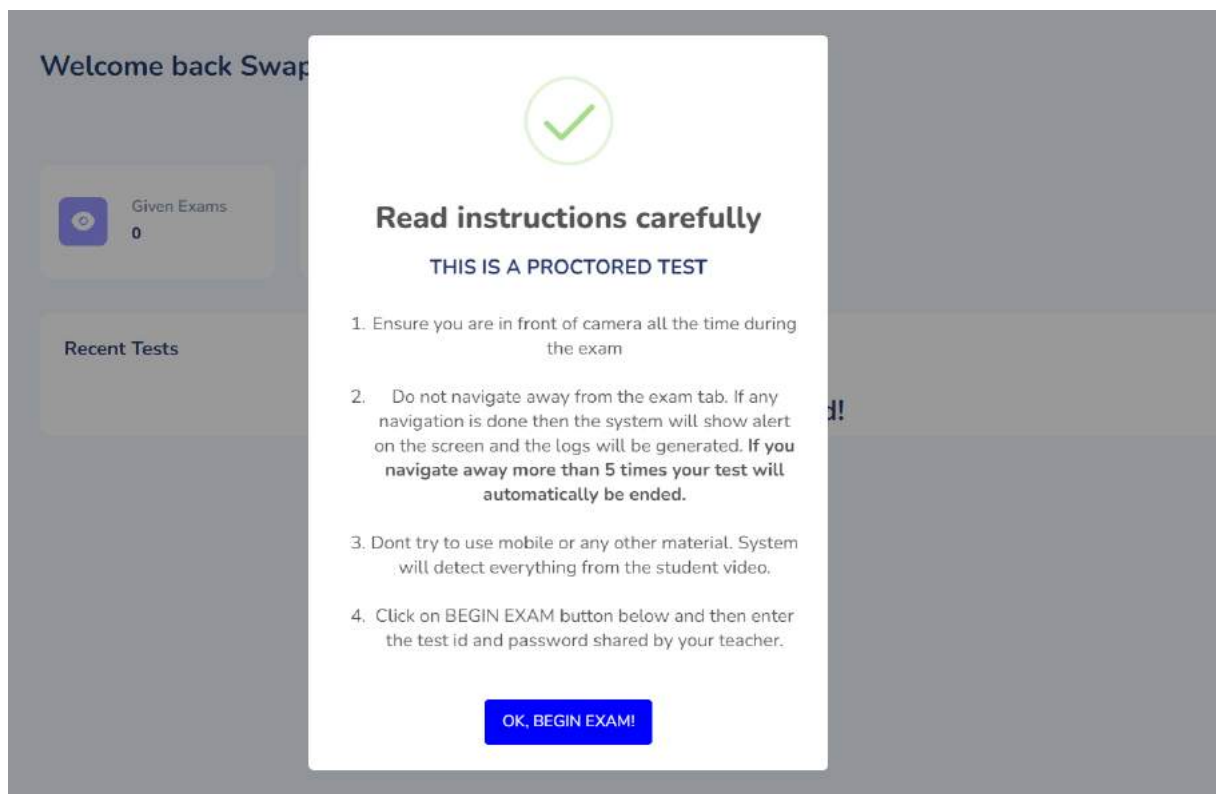 Welcome back Swap
Given Exams
0
Recent Tests
d!
Read instructions carefully
THIS IS A PROCTORED TEST
1. Ensure you are in front of camera all the time during
the exam
2. Do not navigate away from the exam tab. If any
navigation is done then the system will show alert
on the screen and the logs will be generated. If you
navigate away more than 5 times your test will
automatically be ended.
3. Dont try to use mobile or any other material. System
will detect everything from the student video.
4. Click on BEGIN EXAM button below and then enter
the test id and password shared by your teacher.
OK, BEGIN EXAM!